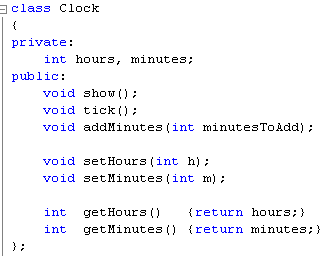 class Clock
{
private:
    int hours, minutes;
public:
    void show();
    void tick();
    void addMinutes(int minutesToAdd);

    void setHours(int h);
    void setMinutes(int m);

    int  getHours()   {return hours;}
    int  getMinutes() {return minutes;}
};